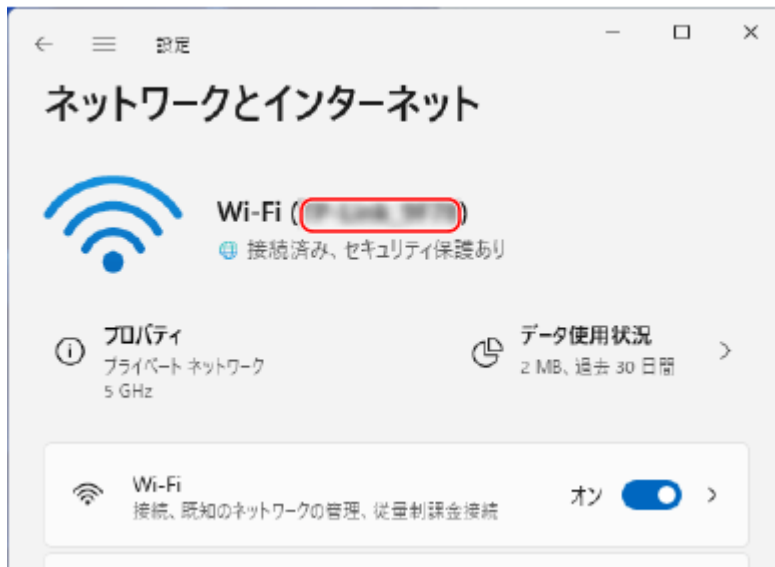 設定
ネットワークとインターネット
Wi-Fi ( )
接続済み、セキュリティ保護あり
プロパティ
プライベート ネットワーク
5 GHz
データ使用状況
2 MB、過去 30 日間
Wi-Fi
接続、既知のネットワークの管理、従量制課金接続
オン